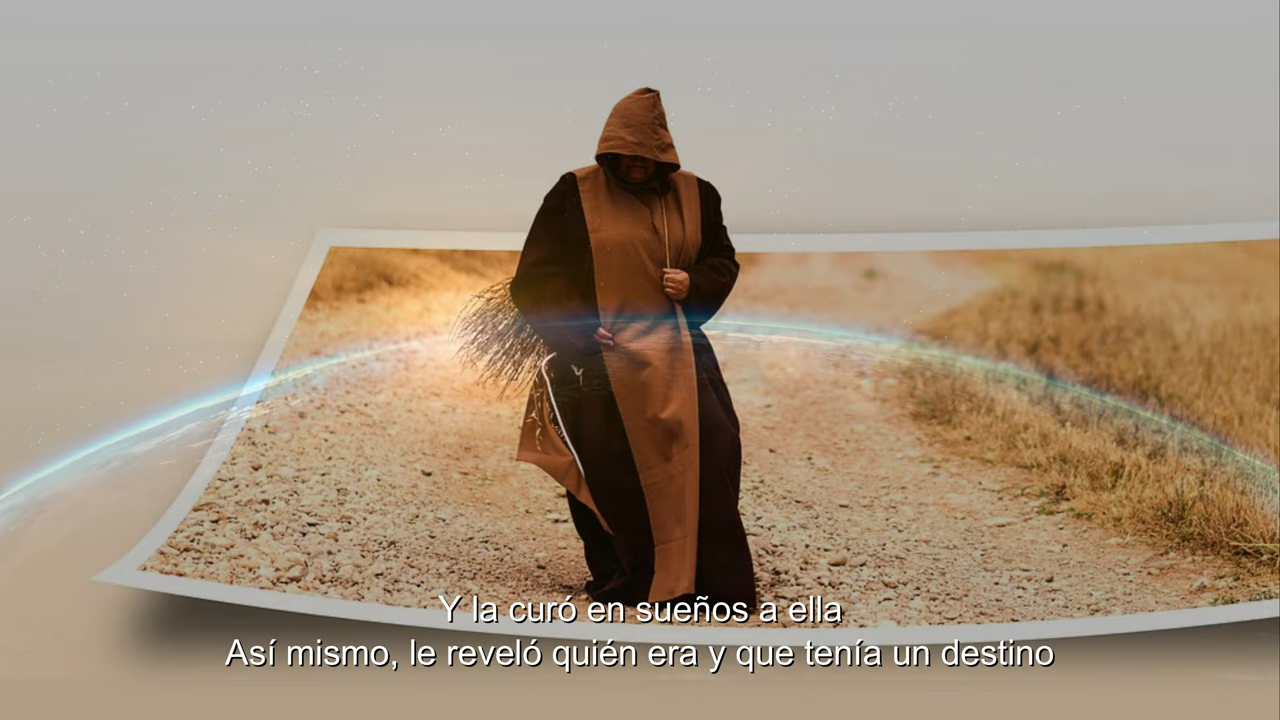 Y la curó en sueños a ella
Así mismo, le reveló quién era y que tenía un destino